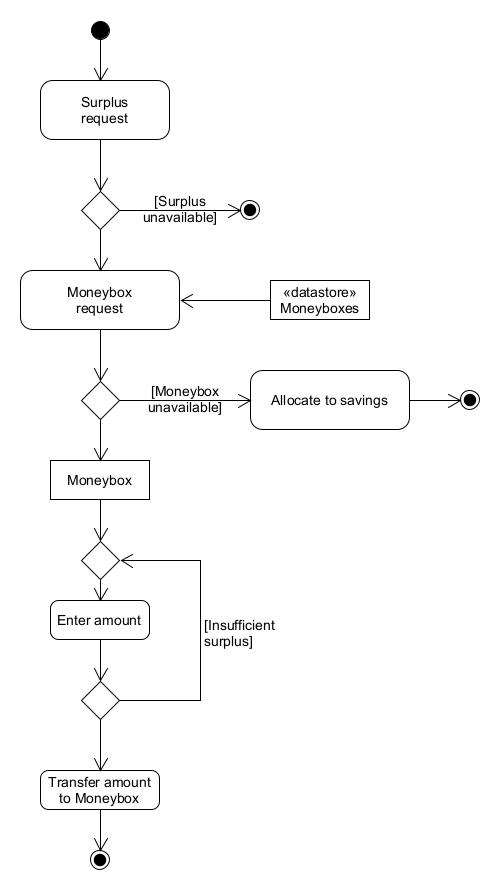 Surplus
request
[Surplus
unavailable]
Moneybox
request
«datastore»
Moneyboxes
[Moneybox
unavailable]
Allocate to savings
Moneybox
Enter amount
[Insufficient
surplus]
Transfer amount
to Moneybox